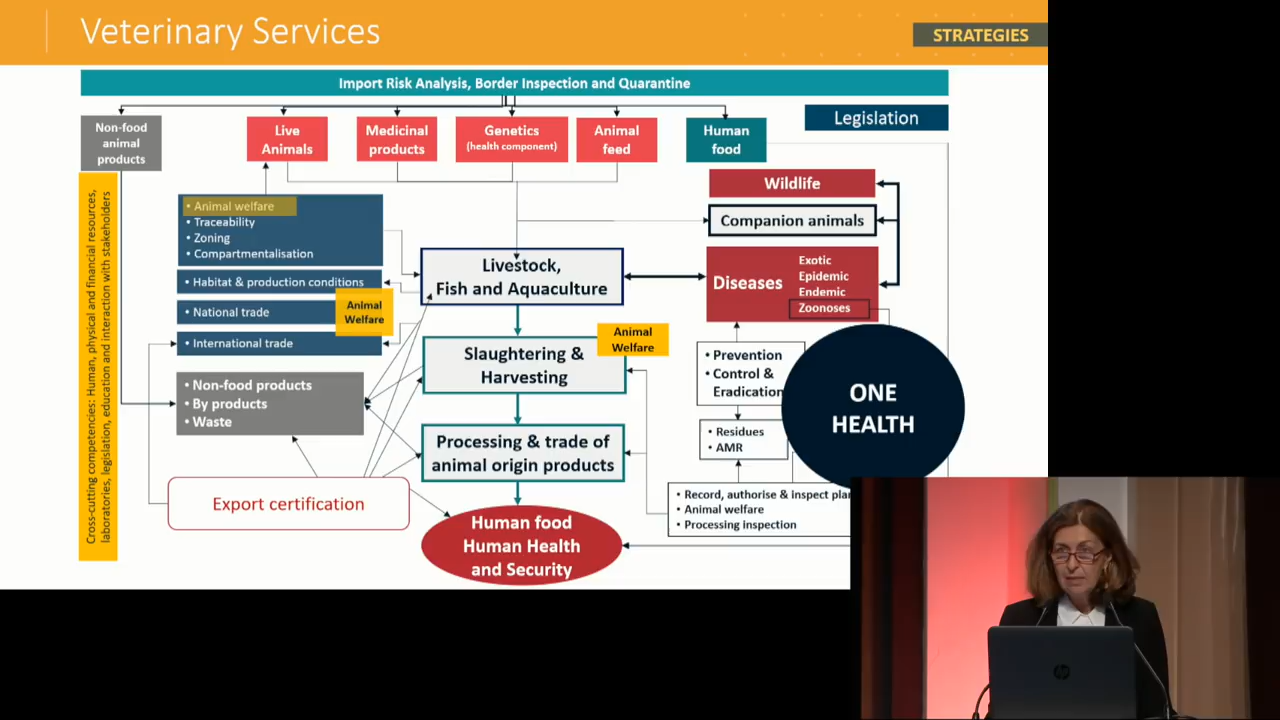 Veterinary Services
STRATEGIES
Import Risk Analysis, Border Inspection and Quarantine
Legislation
Non-food
animal
products
Live
Animals
Medicinal
products
Genetics
(health component)
Animal
feed
Human
food
Cross-cutting competencies: Human, physical and financial resources,
laboratories, legislation, education and interaction with stakeholders
• Animal welfare
• Traceability
• Zoning
• Compartmentalisation
• Habitat & production conditions
• National trade
Animal
Welfare
• International trade
• Non-food products
• By products
• Waste
Export certification
Livestock,
Fish and Aquaculture
Animal
Welfare
Slaughtering &
Harvesting
Processing & trade of
animal origin products
Human food
Human Health
and Security
Wildlife
Companion animals
Diseases
Exotic
Epidemic
Endemic
Zoonoses
• Prevention
• Control &
Eradication
• Residues
• AMR
• Record, authorise & inspect
• Animal welfare
• Processing inspection
ONE
HEALTH
hp